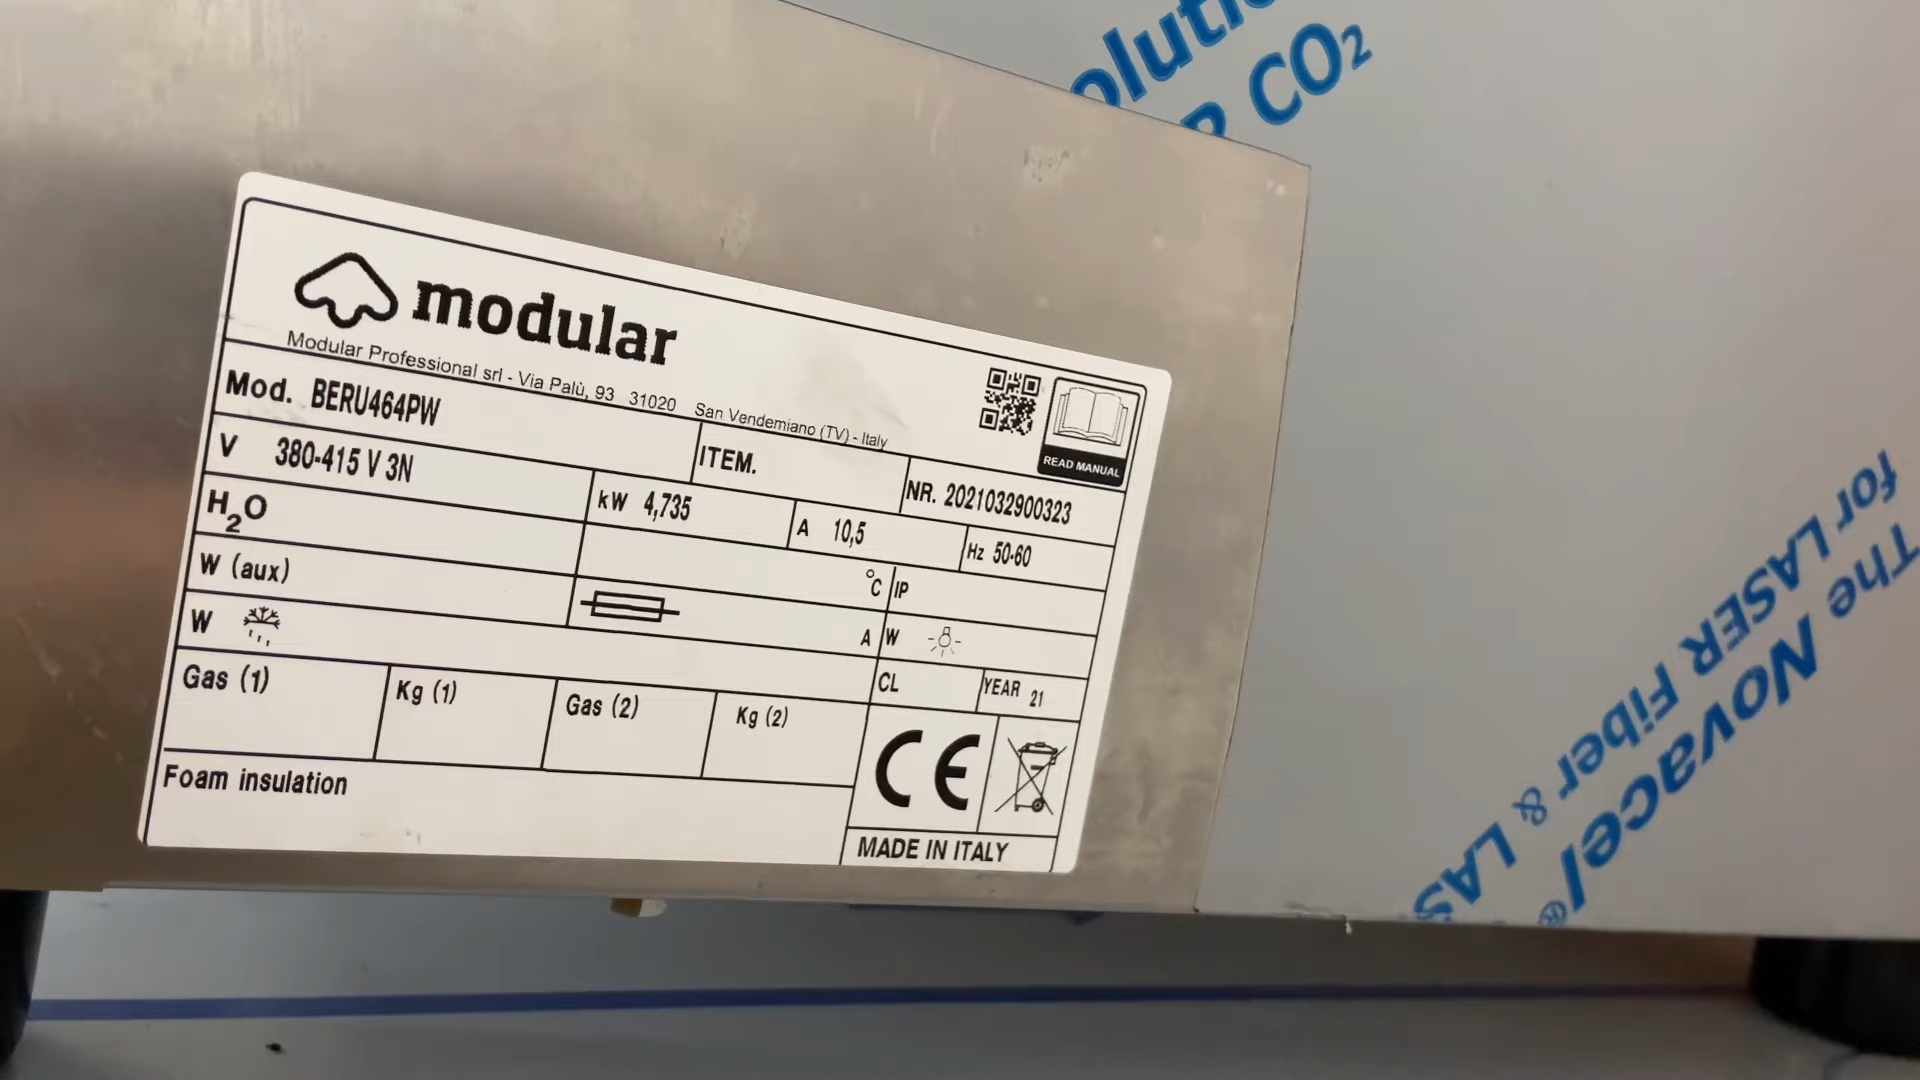 olutio
R CO2
modular
Modular Professional srl - Via Palù, 93 31020 San Vendemiano (TV) - Italy
READ MANUAL
Mod. BERU464PW
ITEM.
NR. 2021032900323
V 380-415 V 3N
kW 4,735
A 10,5
Hz 50-60
H2O
°C
IP
W (aux)
A
W
W
CL
YEAR 21
Gas (1)
Kg (1)
Gas (2)
Kg (2)
CE
Foam insulation
MADE IN ITALY
The Novacel®
for LASER Fiber & LAS